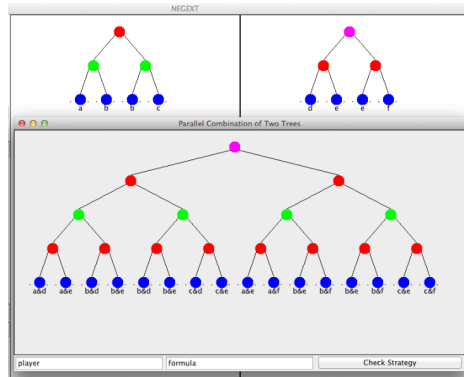 NEGEXT
a b b c
d e e f
Parallel Combination of Two Trees
a&d a&e b&d b&e b&d b&e c&d c&e a&e a&f b&e b&f b&e b&f c&e c&f
player formula Check Strategy